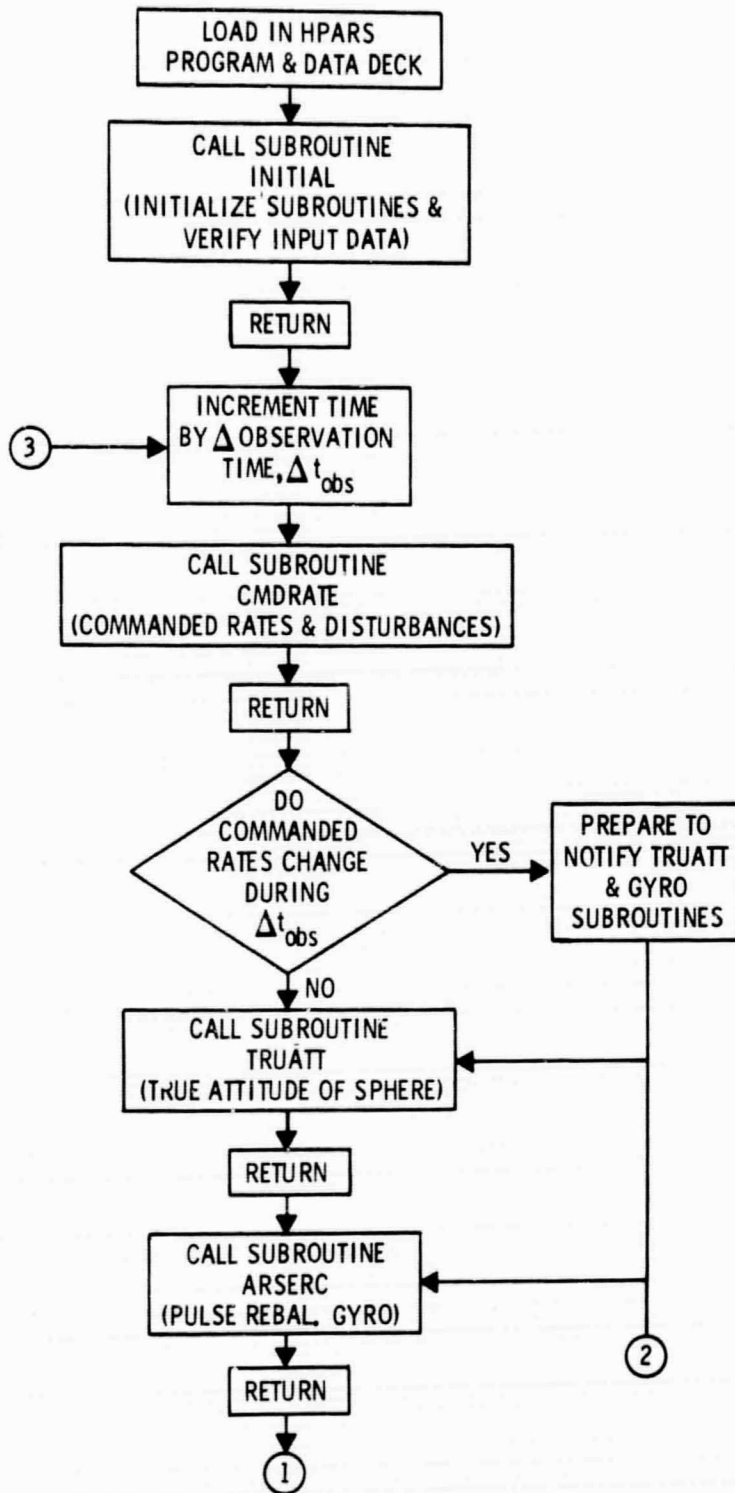 LOAD IN HPARS
PROGRAM & DATA DECK
CALL SUBROUTINE
INITIAL
(INITIALIZE SUBROUTINES &
VERIFY INPUT DATA)
RETURN
3
INCREMENT TIME
BY Δ OBSERVATION
TIME, Δ t_obs
CALL SUBROUTINE
CMDRATE
(COMMANDED RATES & DISTURBANCES)
RETURN
DO
COMMANDED
RATES CHANGE
DURING
Δt_obs
YES
PREPARE TO
NOTIFY TRUATT
& GYRO
SUBROUTINES
NO
CALL SUBROUTINE
TRUATT
(TRUE ATTITUDE OF SPHERE)
RETURN
CALL SUBROUTINE
ARSERC
(PULSE REBAL. GYRO)
RETURN
2
1